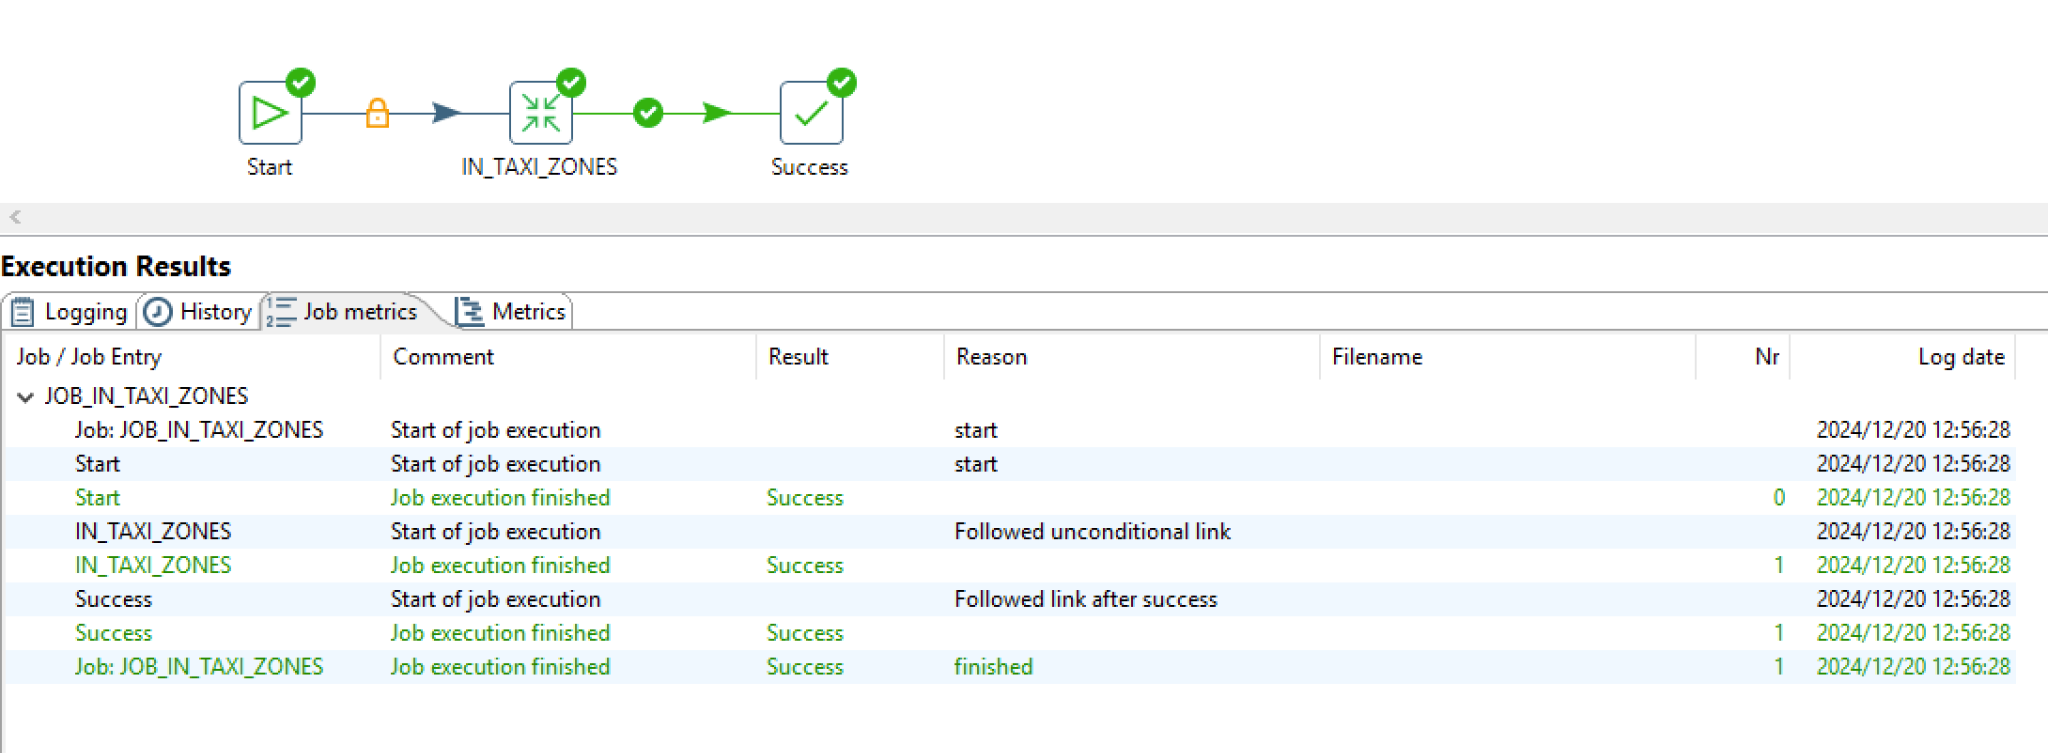 Start IN_TAXI_ZONES Success
Execution Results
Logging History Job metrics Metrics
Job / Job Entry Comment Result Reason Filename Nr Log date
JOB_IN_TAXI_ZONES
Job: JOB_IN_TAXI_ZONES Start of job execution start 2024/12/20 12:56:28
Start Start of job execution start 2024/12/20 12:56:28
Start Job execution finished Success 0 2024/12/20 12:56:28
IN_TAXI_ZONES Start of job execution Followed unconditional link 2024/12/20 12:56:28
IN_TAXI_ZONES Job execution finished Success 1 2024/12/20 12:56:28
Success Start of job execution Followed link after success 2024/12/20 12:56:28
Success Job execution finished Success 1 2024/12/20 12:56:28
Job: JOB_IN_TAXI_ZONES Job execution finished Success finished 1 2024/12/20 12:56:28